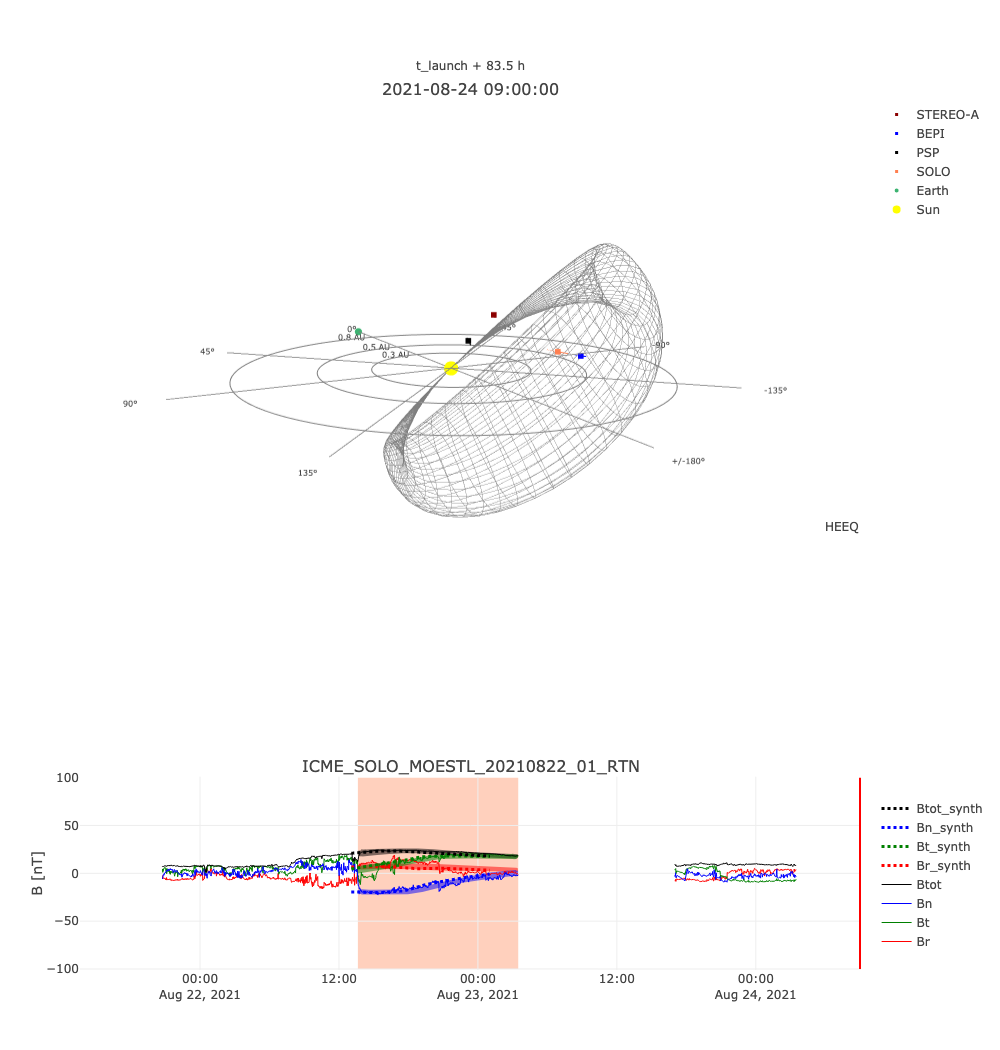 t_launch + 83.5 h
2021-08-24 09:00:00
STEREO-A
BEPI
PSP
SOLO
Earth
Sun
0°
0.8 AU
0.5 AU
0.3 AU
45°
90°
135°
-90°
-135°
+/-180°
HEEQ
ICME_SOLO_MOESTL_20210822_01_RTN
B [nT]
100
50
0
−50
−100
00:00
Aug 22, 2021
12:00
00:00
Aug 23, 2021
12:00
00:00
Aug 24, 2021
Btot_synth
Bn_synth
Bt_synth
Br_synth
Btot
Bn
Bt
Br